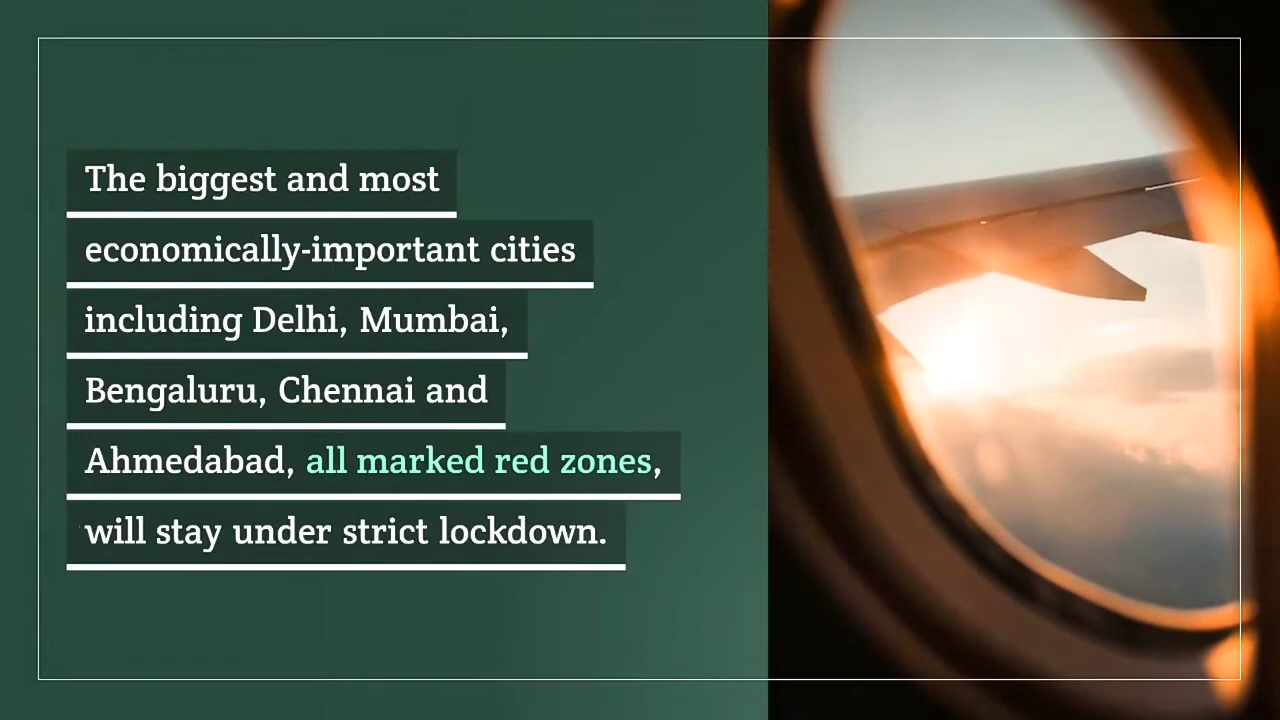 The biggest and most
economically-important cities
including Delhi, Mumbai,
Bengaluru, Chennai and
Ahmedabad, all marked red zones,
will stay under strict lockdown.